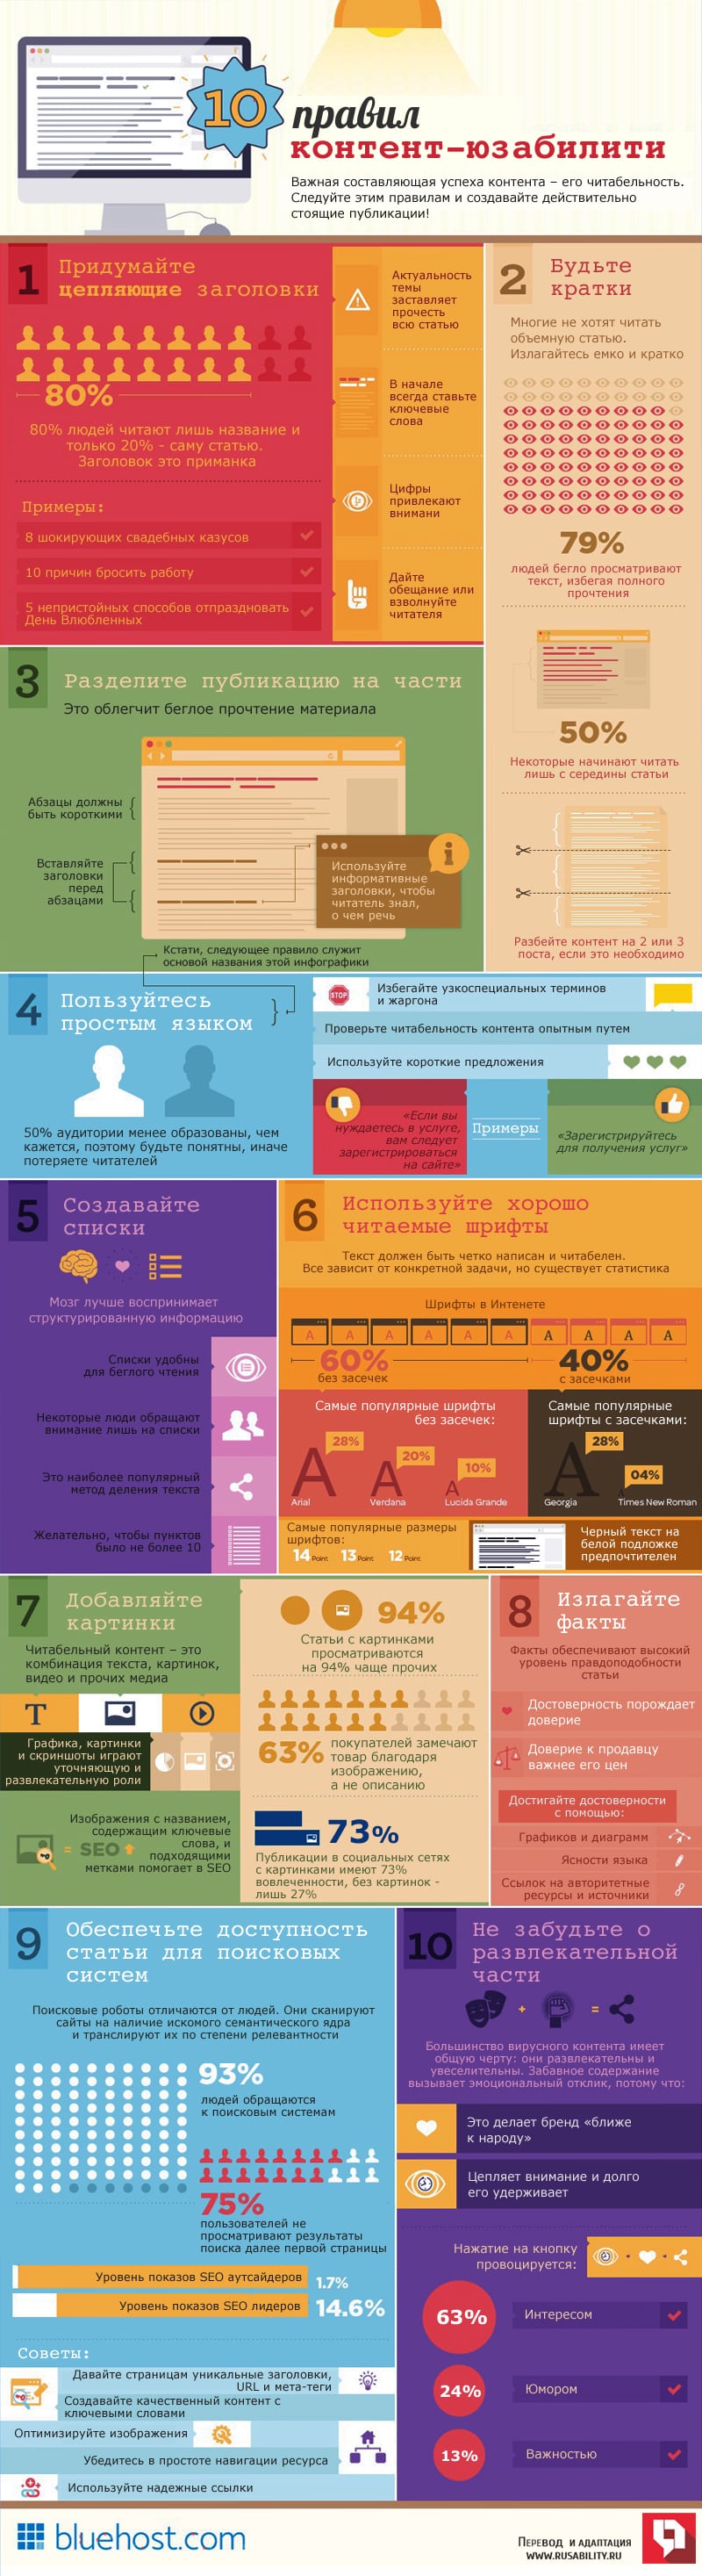 10 правил
контент-юзабилити
Важная составляющая успеха контента – его читабельность.
Следуйте этим правилам и создавайте действительно
стоящие публикации!
1
Придумайте
цепляющие заголовки
80%
80% людей читают лишь название и
только 20% - саму статью.
Заголовок это приманка
Примеры:
8 шокирующих свадебных казусов
10 причин бросить работу
5 непристойных способов отпраздновать
День Влюбленных
Актуальность
темы
заставляет
прочесть
всю статью
В начале
всегда ставьте
ключевые
слова
Цифры
привлекают
внимани
Дайте
обещание или
взволнуйте
читателя
2
Будьте
кратки
Многие не хотят читать
объемную статью.
Излагайтесь емко и кратко
79%
людей бегло просматривают
текст, избегая полного
прочтения
50%
Некоторые начинают читать
лишь с середины статьи
Разбейте контент на 2 или 3
поста, если это необходимо
3
Разделите публикацию на части
Это облегчит беглое прочтение материала
Абзацы должны
быть короткими
Вставляйте
заголовки
перед
абзацами
i
Используйте
информативные
заголовки, чтобы
читатель знал,
о чем речь
Кстати, следующее правило служит
основой названия этой инфографики
4
Пользуйтесь
простым языком
50% аудитории менее образованы, чем
кажется, поэтому будьте понятны, иначе
потеряете читателей
STOP
Избегайте узкоспециальных терминов
и жаргона
Проверьте читабельность контента опытным путем
Используйте короткие предложения
«Если вы
нуждаетесь в услуге,
вам следует
зарегистрироваться
на сайте»
Примеры
«Зарегистрируйтесь
для получения услуг»
5
Создавайте
списки
Мозг лучше воспринимает
структурированную информацию
Списки удобны
для беглого чтения
Некоторые люди обращают
внимание лишь на списки
Это наиболее популярный
метод деления текста
Желательно, чтобы пунктов
было не более 10
6
Используйте хорошо
читаемые шрифты
Текст должен быть четко написан и читабелен.
Все зависит от конкретной задачи, но существует статистика
Шрифты в Интенете
A A A A A A A A A A
60%
без засечек
40%
с засечками
Самые популярные шрифты
без засечек:
A 28%
A 20%
A 10%
Arial Verdana Lucida Grande
Самые популярные
шрифты с засечками:
A 28%
A 04%
Georgia Times New Roman
Самые популярные размеры
шрифтов:
14 Point 13 Point 12 Point
Черный текст на
белой подложке
предпочтителен
7
Добавляйте
картинки
Читабельный контент – это
комбинация текста, картинок,
видео и прочих медиа
T
Графика, картинки
и скриншоты играют
уточняющую и
развлекательную роли
= SEO
Изображения с названием,
содержащим ключевые
слова, и
подходящими
метками помогает в SEO
94%
Статьи с картинками
просматриваются
на 94% чаще прочих
63% покупателей замечают
товар благодаря
изображению,
а не описанию
73%
Публикации в социальных сетях
с картинками имеют 73%
вовлеченности, без картинок -
лишь 27%
8
Излагайте
факты
Факты обеспечивают высокий
уровень правдоподобности
статьи
Достоверность порождает
доверие
Доверие к продавцу
важнее его цен
Достигайте достоверности
с помощью:
Графиков и диаграмм
Ясности языка
Ссылок на авторитетные
ресурсы и источники
9
Обеспечьте доступность
статьи для поисковых
систем
Поисковые роботы отличаются от людей. Они сканируют
сайты на наличие искомого семантического ядра
и транслируют их по степени релевантности
93%
людей обращаются
к поисковым системам
75%
пользователей не
просматривают результаты
поиска далее первой страницы
Уровень показов SEO аутсайдеров 1.7%
Уровень показов SEO лидеров 14.6%
Советы:
Давайте страницам уникальные заголовки,
URL и мета-теги
Создавайте качественный контент с
ключевыми словами
Оптимизируйте изображения
Убедитесь в простоте навигации ресурса
Используйте надежные ссылки
10
Не забудьте о
развлекательной
части
+ =
Большинство вирусного контента имеет
общую черту: они развлекательны и
увеселительны. Забавное содержание
вызывает эмоциональный отклик, потому что:
Это делает бренд «ближе
к народу»
Цепляет внимание и долго
его удерживает
Нажатие на кнопку
провоцируется:
63% Интересом
24% Юмором
13% Важностью
bluehost.com
Перевод и адаптация
www.rusability.ru